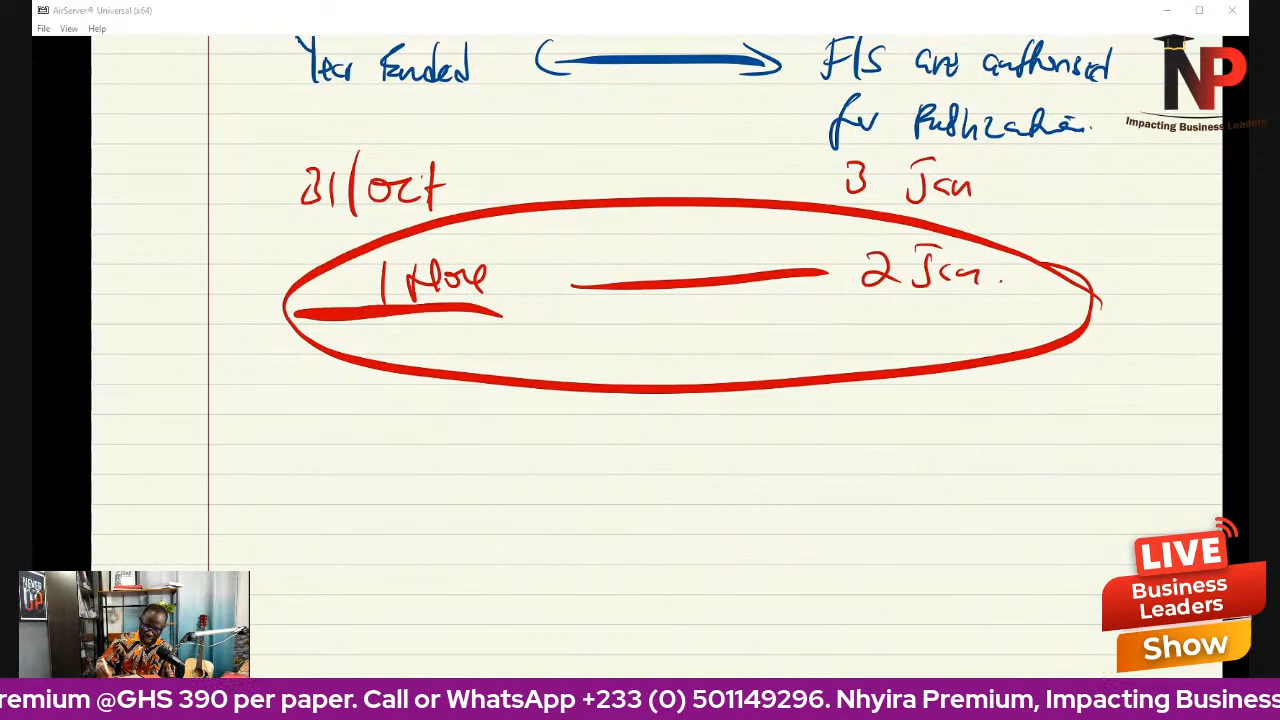 AirServer® Universal (x64)
File View Help
Year Ended F/S are authorised
for Publication.
NP
Impacting Business Leaders
31/Oct 3 Jan
1 Nov 2 Jan.
NEVER
UP
LIVE
Business
Leaders
Show
remium @GHS 390 per paper. Call or WhatsApp +233 (0) 501149296. Nhyira Premium, Impacting Business